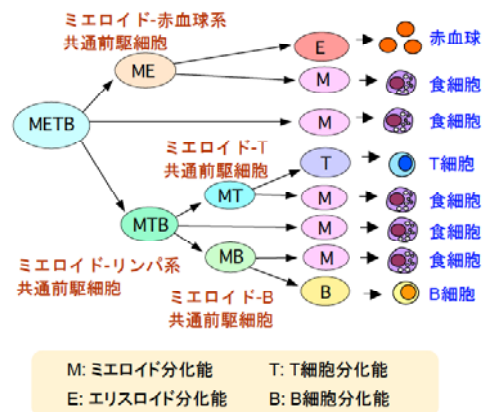 ミエロイド-赤血球系
共通前駆細胞
E
赤血球
ME
M
食細胞
METB
M
食細胞
ミエロイド-T
共通前駆細胞
T
T細胞
MT
M
食細胞
MTB
M
食細胞
MB
M
食細胞
ミエロイド-リンパ系
共通前駆細胞
ミエロイド-B
共通前駆細胞
B
B細胞
M: ミエロイド分化能
T: T細胞分化能
E: エリスロイド分化能
B: B細胞分化能